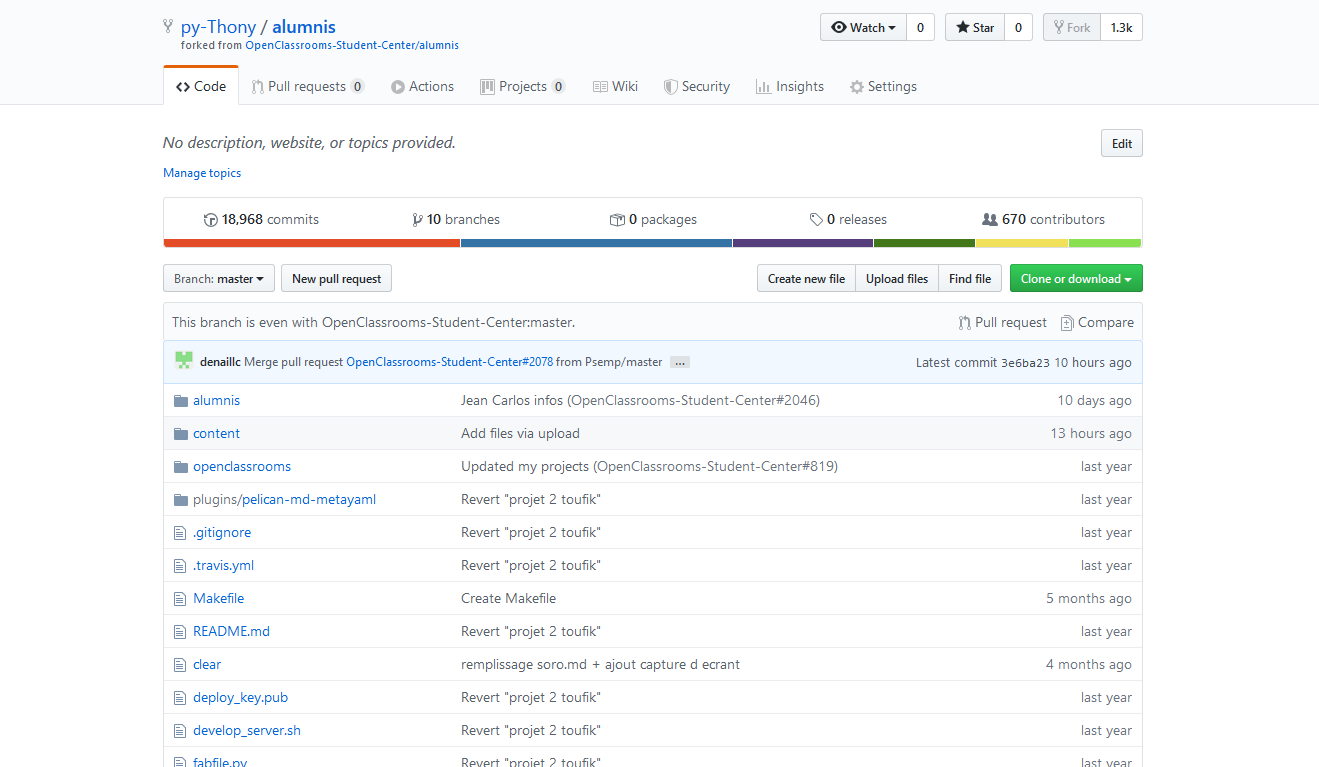 py-Thony / alumnis
Watch 0 Star 0 Fork 1.3k
forked from OpenClassrooms-Student-Center/alumnis
Code Pull requests 0 Actions Projects 0 Wiki Security Insights Settings
No description, website, or topics provided.
Edit
Manage topics
18,968 commits 10 branches 0 packages 0 releases 670 contributors
Branch: master New pull request Create new file Upload files Find file Clone or download
This branch is even with OpenClassrooms-Student-Center:master. Pull request Compare
denaillc Merge pull request OpenClassrooms-Student-Center#2078 from Psemp/master ... Latest commit 3e6ba23 10 hours ago
alumnis Jean Carlos infos (OpenClassrooms-Student-Center#2046) 10 days ago
content Add files via upload 13 hours ago
openclassrooms Updated my projects (OpenClassrooms-Student-Center#819) last year
plugins/pelican-md-metayaml Revert "projet 2 toufik" last year
.gitignore Revert "projet 2 toufik" last year
.travis.yml Revert "projet 2 toufik" last year
Makefile Create Makefile 5 months ago
README.md Revert "projet 2 toufik" last year
clear remplissage soro.md + ajout capture d ecrant 4 months ago
deploy_key.pub Revert "projet 2 toufik" last year
develop_server.sh Revert "projet 2 toufik" last year
fabfile.py Revert "projet 2 toufik" last year